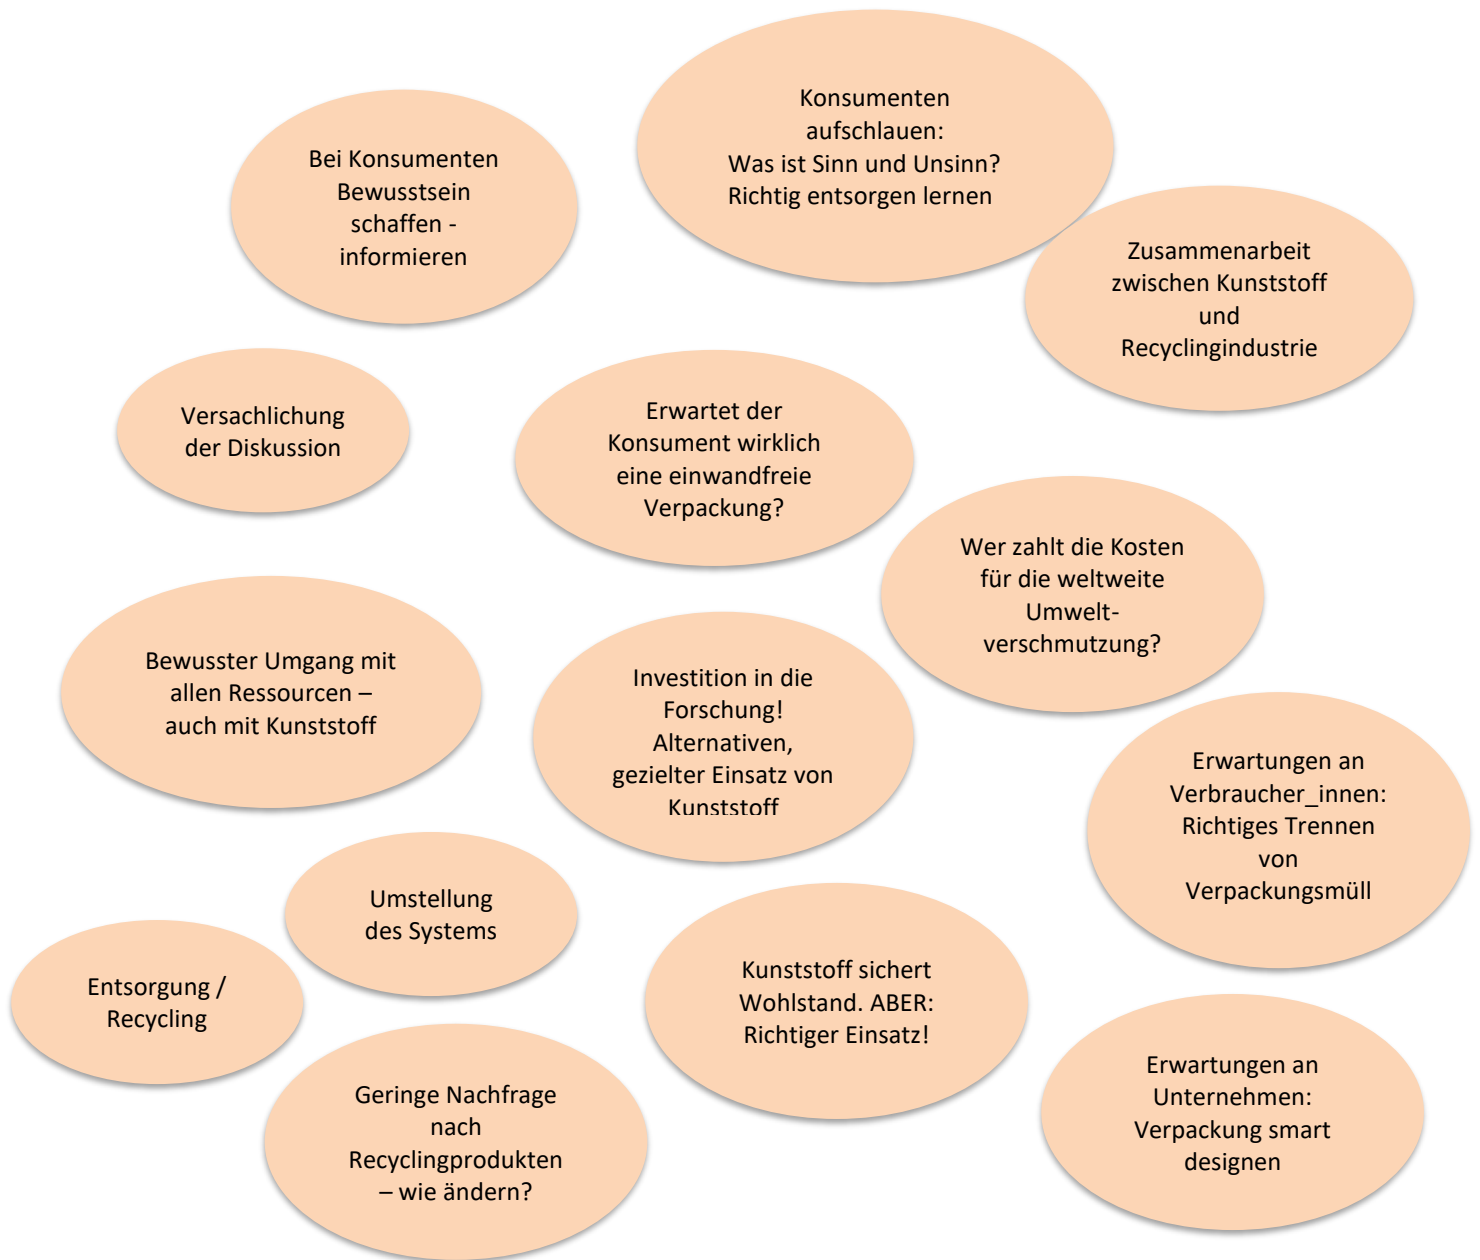 Konsumenten
aufschlauen:
Was ist Sinn und Unsinn?
Richtig entsorgen lernen
Bei Konsumenten
Bewusstsein
schaffen -
informieren
Zusammenarbeit
zwischen Kunststoff
und
Recyclingindustrie
Versachlichung
der Diskussion
Erwartet der
Konsument wirklich
eine einwandfreie
Verpackung?
Wer zahlt die Kosten
für die weltweite
Umwelt-
verschmutzung?
Bewusster Umgang mit
allen Ressourcen –
auch mit Kunststoff
Investition in die
Forschung!
Alternativen,
gezielter Einsatz von
Kunststoff
Erwartungen an
Verbraucher_innen:
Richtiges Trennen
von
Verpackungsmüll
Umstellung
des Systems
Entsorgung /
Recycling
Kunststoff sichert
Wohlstand. ABER:
Richtiger Einsatz!
Geringe Nachfrage
nach
Recyclingprodukten
– wie ändern?
Erwartungen an
Unternehmen:
Verpackung smart
designen